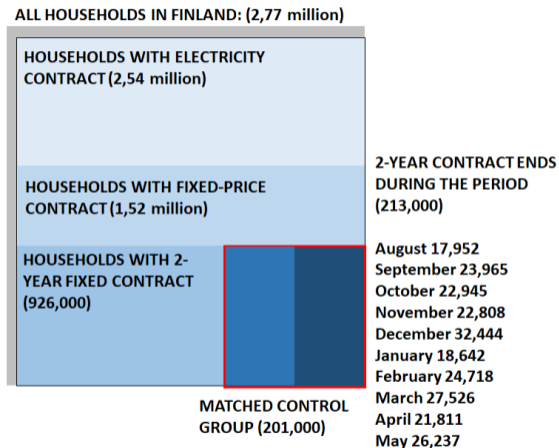 ALL HOUSEHOLDS IN FINLAND: (2,77 million)
HOUSEHOLDS WITH ELECTRICITY
CONTRACT (2,54 million)
HOUSEHOLDS WITH FIXED-PRICE
CONTRACT (1,52 million)
HOUSEHOLDS WITH 2-
YEAR FIXED CONTRACT
(926,000)
MATCHED CONTROL
GROUP (201,000)
2-YEAR CONTRACT ENDS
DURING THE PERIOD
(213,000)
August 17,952
September 23,965
October 22,945
November 22,808
December 32,444
January 18,642
February 24,718
March 27,526
April 21,811
May 26,237